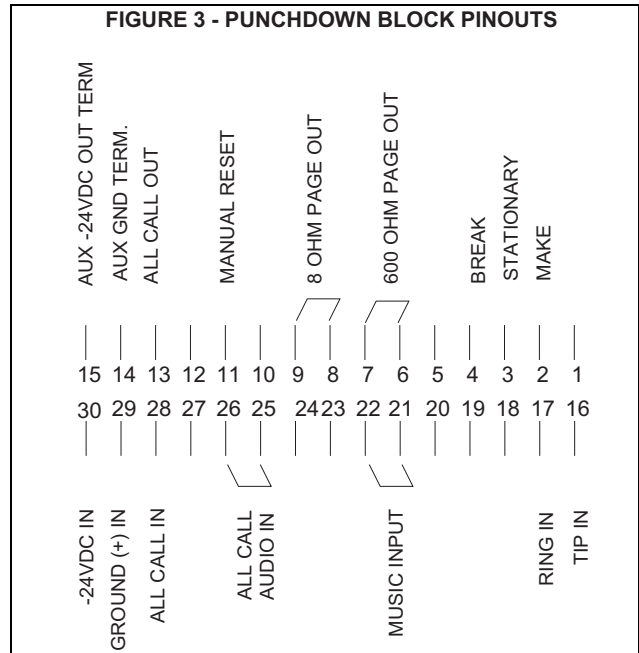 FIGURE 3 - PUNCHDOWN BLOCK PINOUTS
AUX -24VDC OUT TERM
AUX GND TERM.
ALL CALL OUT
MANUAL RESET
8 OHM PAGE OUT
600 OHM PAGE OUT
BREAK
STATIONARY
MAKE
15 14 13 12 11 10 9 8 7 6 5 4 3 2 1
30 29 28 27 26 25 24 23 22 21 20 19 18 17 16
-24VDC IN
GROUND (+) IN
ALL CALL IN
ALL CALL
AUDIO IN
MUSIC INPUT
RING IN
TIP IN